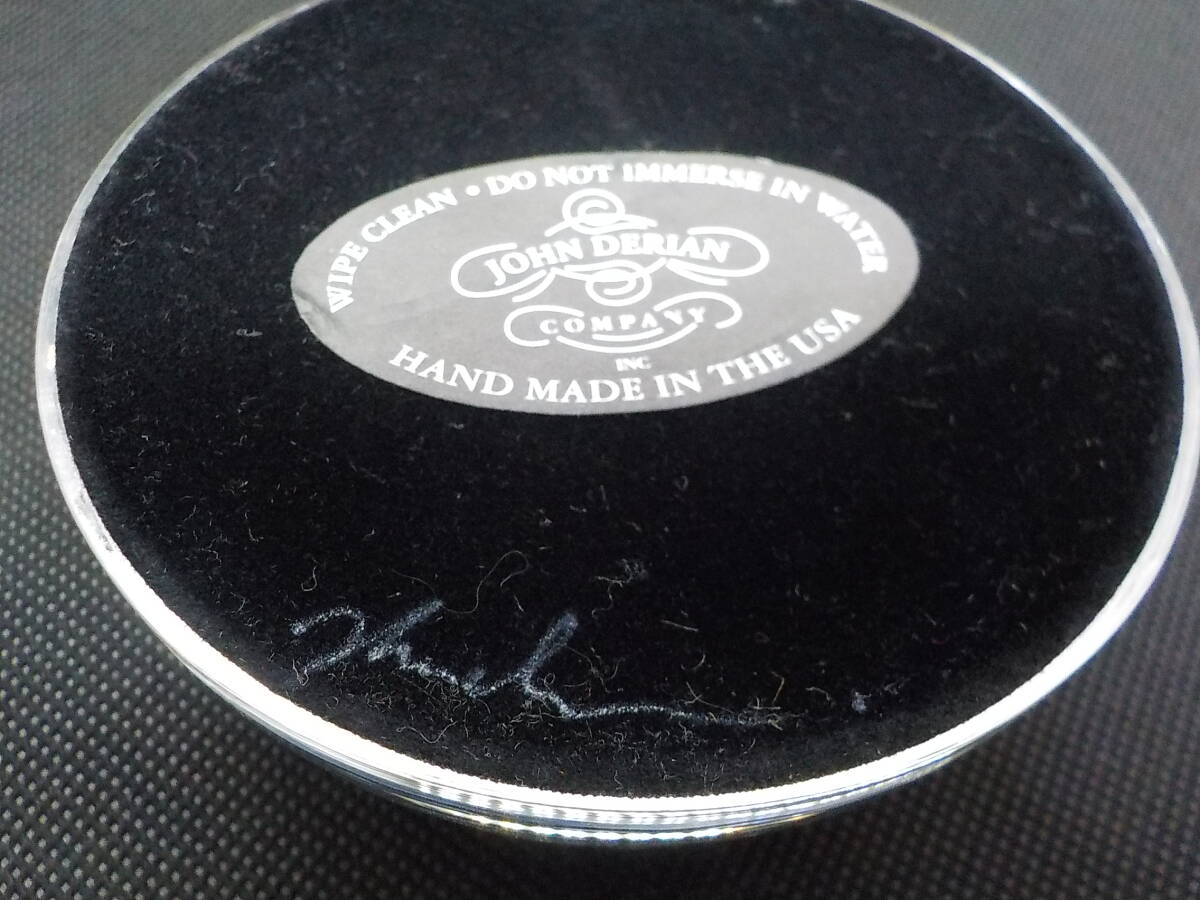 WIPE CLEAN • DO NOT IMMERSE IN WATER
JOHN DERIAN
COMPANY
INC
HAND MADE IN THE USA